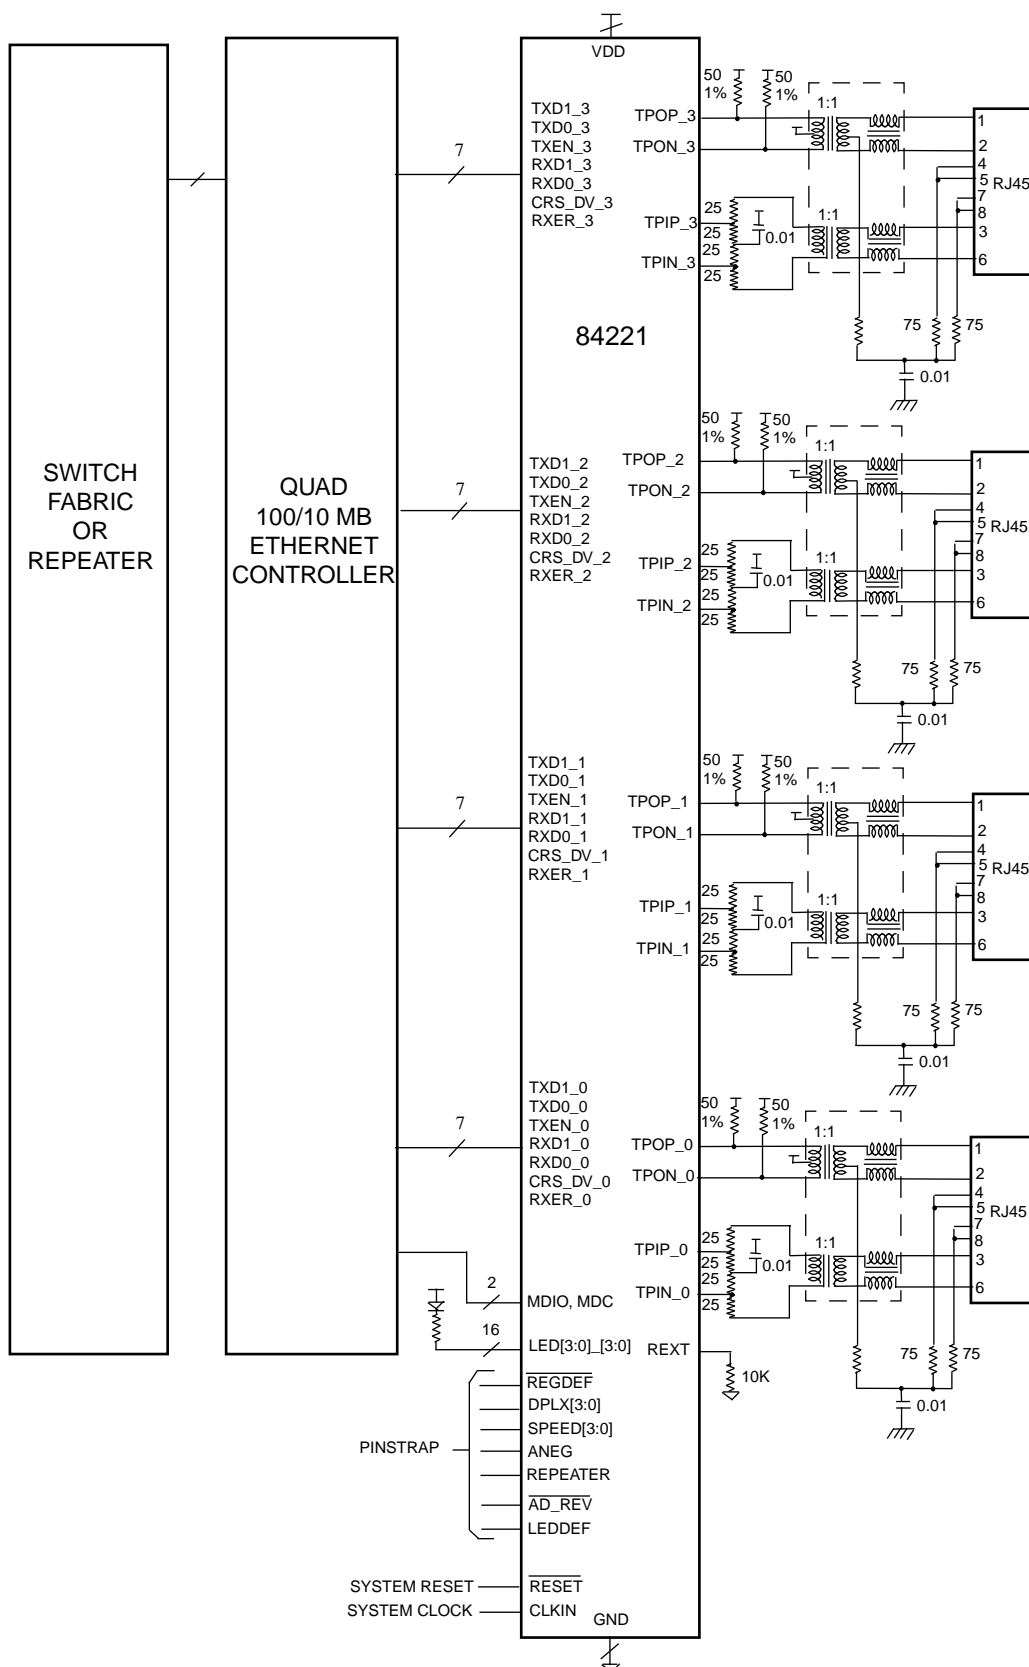 VDD
SWITCH
FABRIC
OR
REPEATER
QUAD
100/10 MB
ETHERNET
CONTROLLER
84221
7
TXD1_3
TXD0_3
TXEN_3
RXD1_3
RXD0_3
CRS_DV_3
RXER_3
TPOP_3
TPON_3
TPIP_3
TPIN_3
50
1%
50
1%
1:1
25
25
25
25
0.01
1:1
1
2
4
5
7
8
3
6
RJ45
75
75
0.01
7
TXD1_2
TXD0_2
TXEN_2
RXD1_2
RXD0_2
CRS_DV_2
RXER_2
TPOP_2
TPON_2
TPIP_2
TPIN_2
50
1%
50
1%
1:1
25
25
25
25
0.01
1:1
1
2
4
5
7
8
3
6
RJ45
75
75
0.01
7
TXD1_1
TXD0_1
TXEN_1
RXD1_1
RXD0_1
CRS_DV_1
RXER_1
TPOP_1
TPON_1
TPIP_1
TPIN_1
50
1%
50
1%
1:1
25
25
25
25
0.01
1:1
1
2
4
5
7
8
3
6
RJ45
75
75
0.01
7
TXD1_0
TXD0_0
TXEN_0
RXD1_0
RXD0_0
CRS_DV_0
RXER_0
TPOP_0
TPON_0
TPIP_0
TPIN_0
50
1%
50
1%
1:1
25
25
25
25
0.01
1:1
1
2
4
5
7
8
3
6
RJ45
75
75
0.01
2
MDIO, MDC
16
LED[3:0]_[3:0]
REXT
10K
PINSTRAP
REGDEF
DPLX[3:0]
SPEED[3:0]
ANEG
REPEATER
AD_REV
LEDDEF
SYSTEM RESET
RESET
SYSTEM CLOCK
CLKIN
GND